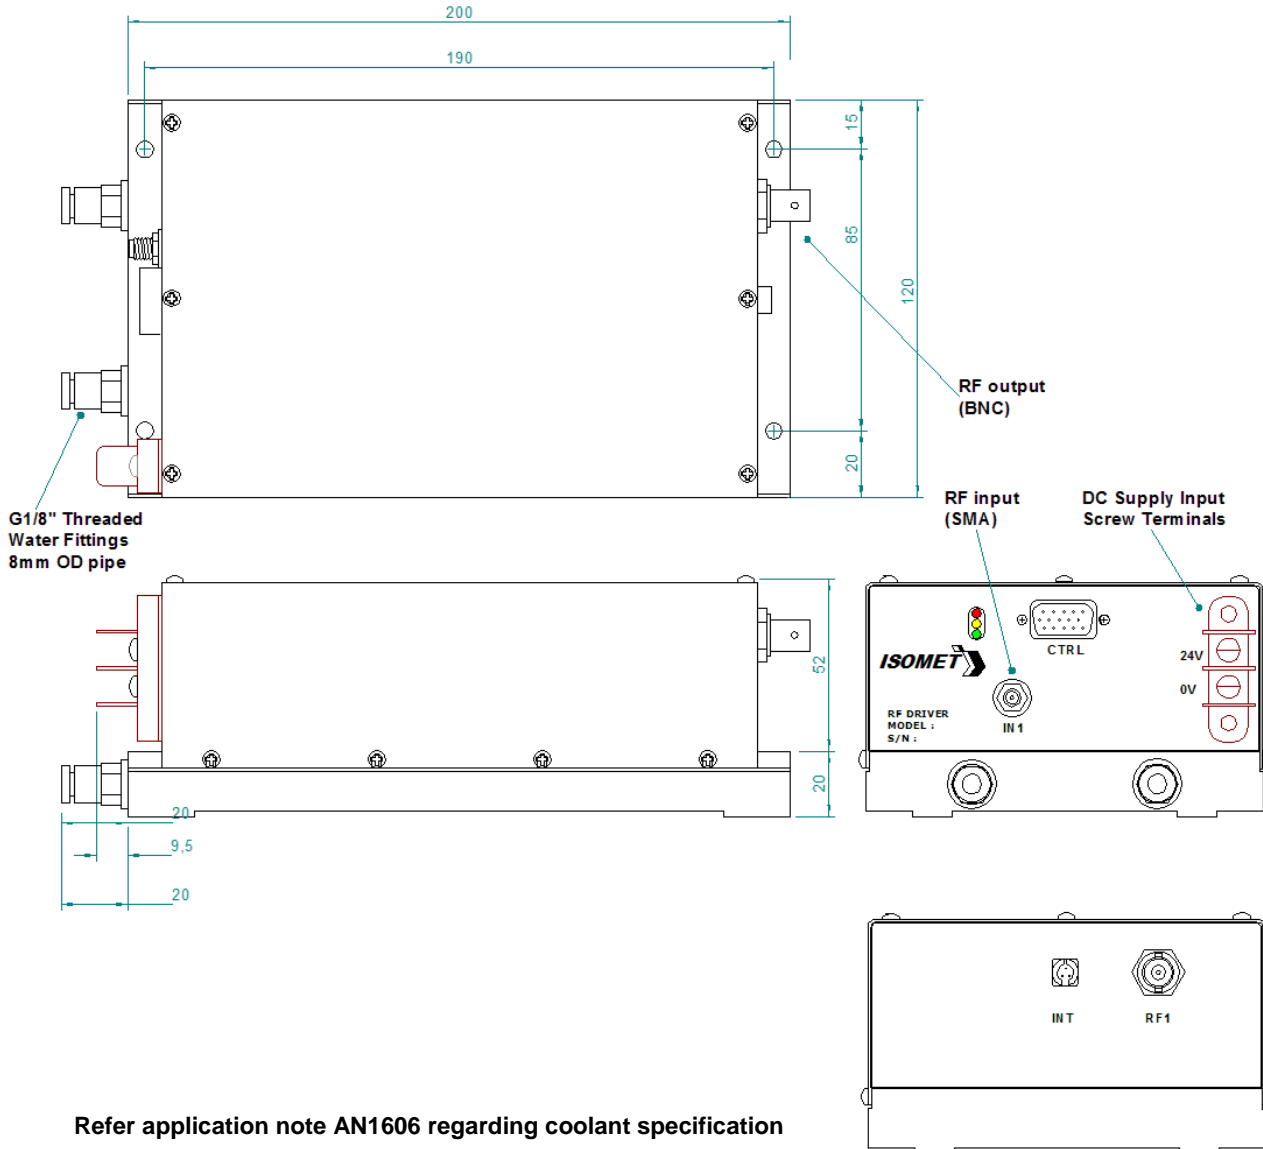 200
190
15
85
120
20
RF output
(BNC)
G1/8" Threaded
Water Fittings
8mm OD pipe
RF input
(SMA)
DC Supply Input
Screw Terminals
52
20
20
9,5
20
CTRL
ISOMET
24V
0V
RF DRIVER
MODEL :
S/N :
IN1
INT
RF1
Refer application note AN1606 regarding coolant specification